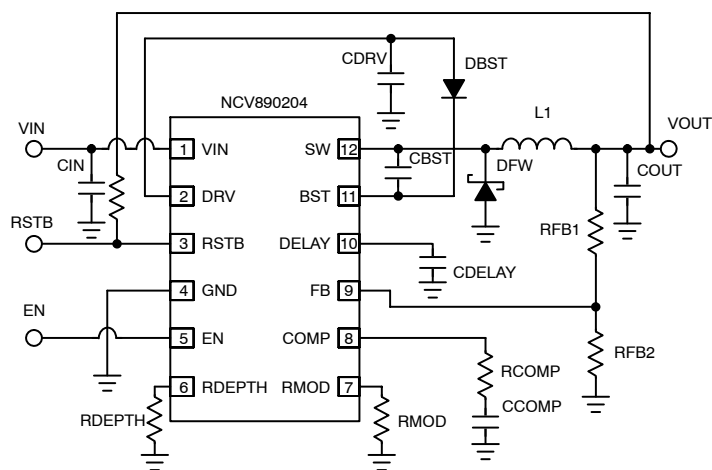 CDRV
DBST
NCV890204
L1
VIN
VOUT
CIN
1
VIN
SW
12
CBST
DFW
COUT
2
DRV
BST
11
RSTB
3
RSTB
DELAY
10
RFB1
CDELAY
4
GND
FB
9
EN
5
EN
COMP
8
RFB2
RCOMP
6
RDEPTH
RMOD
7
RDEPTH
RMOD
CCOMP